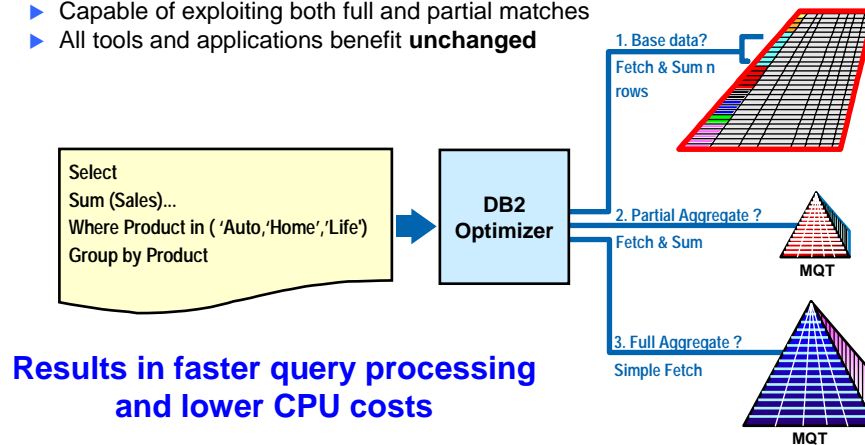 Capable of exploiting both full and partial matches
All tools and applications benefit unchanged
1. Base data?
Fetch & Sum n
rows
Select
Sum (Sales)...
Where Product in ( 'Auto,'Home','Life')
Group by Product
DB2
Optimizer
2. Partial Aggregate ?
Fetch & Sum
MQT
3. Full Aggregate ?
Simple Fetch
MQT
Results in faster query processing
and lower CPU costs